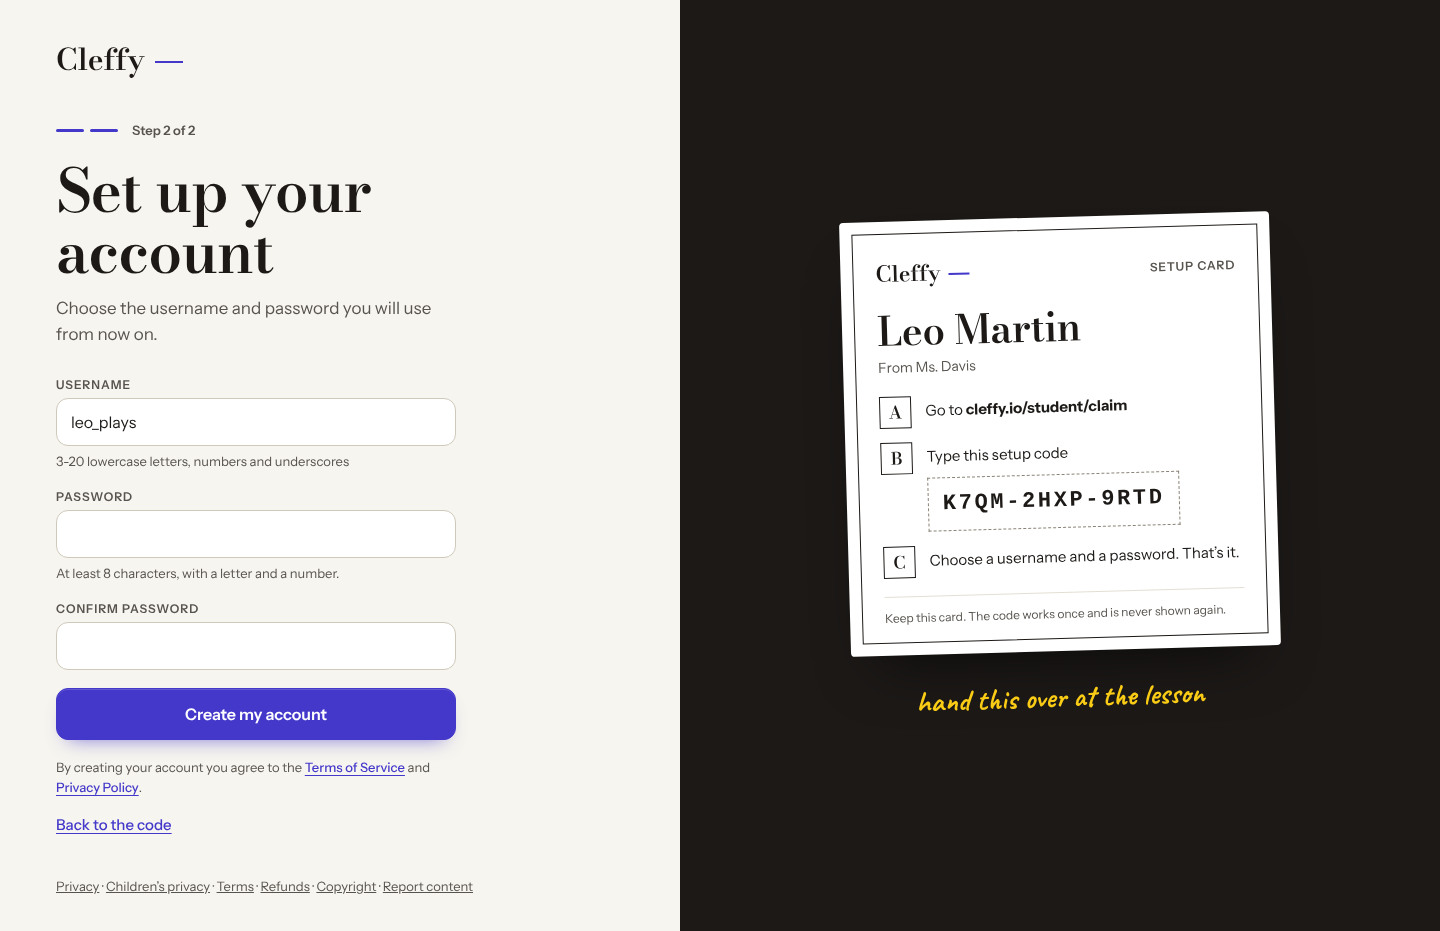 Cleffy
Step 2 of 2
Set up your
account
Choose the username and password you will use
from now on.
USERNAME
leo_plays
3-20 lowercase letters, numbers and underscores
PASSWORD
At least 8 characters, with a letter and a number.
CONFIRM PASSWORD
Create my account
By creating your account you agree to the Terms of Service and
Privacy Policy.
Back to the code
Privacy · Children's privacy · Terms · Refunds · Copyright · Report content
Cleffy
SETUP CARD
Leo Martin
From Ms. Davis
A Go to cleffy.io/student/claim
B Type this setup code
K7QM-2HXP-9RTD
C Choose a username and a password. That's it.
Keep this card. The code works once and is never shown again.
hand this over at the lesson